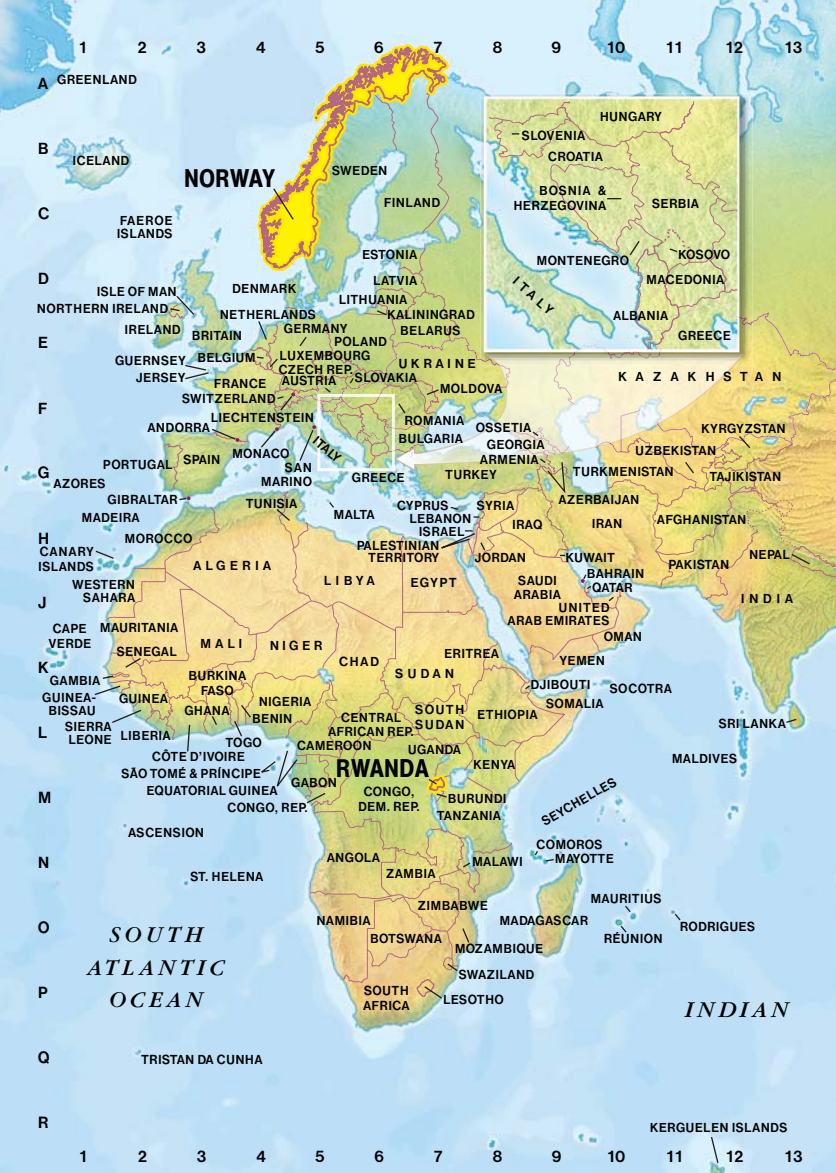 1 2 3 4 5 6 7 8 9 10 11 12 13
A GREENLAND
B
ICELAND
NORWAY
SWEDEN
C
FINLAND
FAEROE
ISLANDS
ESTONIA
D
LATVIA
ISLE OF MAN
DENMARK
LITHUANIA
NORTHERN IRELAND
NETHERLANDS
KALININGRAD
IRELAND
BRITAIN
GERMANY
BELARUS
E
POLAND
GUERNSEY
BELGIUM
LUXEMBOURG
UKRAINE
CZECH REP.
JERSEY
FRANCE
AUSTRIA
SLOVAKIA
MOLDOVA
SWITZERLAND
F
LIECHTENSTEIN
ROMANIA
ANDORRA
BULGARIA
HUNGARY
SLOVENIA
CROATIA
BOSNIA &
HERZEGOVINA
SERBIA
MONTENEGRO
KOSOVO
MACEDONIA
ITALY
ALBANIA
GREECE
KAZAKHSTAN
OSSETIA
KYRGYZSTAN
GEORGIA
UZBEKISTAN
ITALY
MONACO
ARMENIA
PORTUGAL
SPAIN
SAN
MARINO
G
GREECE
TURKEY
TURKMENISTAN
TAJIKISTAN
AZORES
GIBRALTAR
TUNISIA
AZERBAIJAN
MADEIRA
MALTA
CYPRUS
SYRIA
LEBANON
IRAQ
IRAN
AFGHANISTAN
ISRAEL
H
MOROCCO
PALESTINIAN
TERRITORY
JORDAN
KUWAIT
NEPAL
CANARY
ISLANDS
ALGERIA
PAKISTAN
LIBYA
EGYPT
BAHRAIN
SAUDI
ARABIA
QATAR
WESTERN
SAHARA
INDIA
J
UNITED
ARAB EMIRATES
CAPE
VERDE
MAURITANIA
OMAN
MALI
NIGER
SENEGAL
ERITREA
CHAD
YEMEN
K
SUDAN
GAMBIA
BURKINA
FASO
DJIBOUTI
SOCOTRA
GUINEA-
BISSAU
GUINEA
NIGERIA
SOMALIA
GHANA
SOUTH
SUDAN
ETHIOPIA
BENIN
CENTRAL
AFRICAN REP.
SRI LANKA
SIERRA
LEONE
L
LIBERIA
TOGO
CAMEROON
UGANDA
CÔTE D'IVOIRE
MALDIVES
KENYA
SÃO TOMÉ & PRÍNCIPE
RWANDA
EQUATORIAL GUINEA
GABON
CONGO,
DEM. REP.
M
BURUNDI
CONGO, REP.
SEYCHELLES
TANZANIA
ASCENSION
COMOROS
N
ANGOLA
MALAWI
MAYOTTE
ZAMBIA
ST. HELENA
MAURITIUS
ZIMBABWE
O
NAMIBIA
MADAGASCAR
RODRIGUES
SOUTH
ATLANTIC
OCEAN
BOTSWANA
RÉUNION
MOZAMBIQUE
SWAZILAND
P
SOUTH
AFRICA
LESOTHO
INDIAN
Q
TRISTAN DA CUNHA
R
KERGUELEN ISLANDS
1 2 3 4 5 6 7 8 9 10 11 12 13